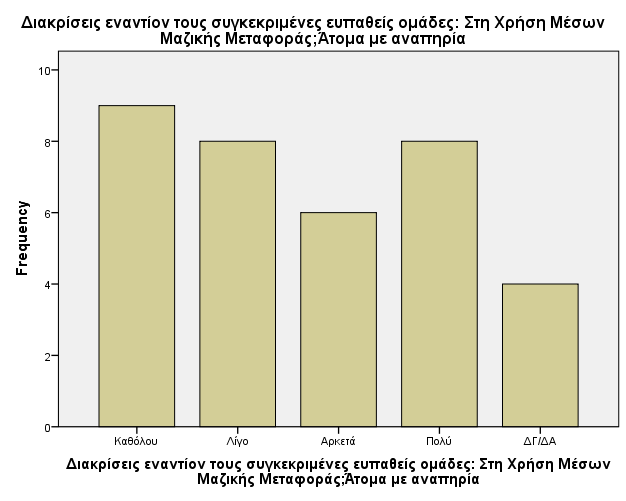 Διακρίσεις εναντίον τους συγκεκριμένες ευπαθείς ομάδες: Στη Χρήση Μέσων
Μαζικής Μεταφοράς;Άτομα με αναπηρία
Frequency
10
8
6
4
2
0
Καθόλου Λίγο Αρκετά Πολύ ΔΓ/ΔΑ
Διακρίσεις εναντίον τους συγκεκριμένες ευπαθείς ομάδες: Στη Χρήση Μέσων
Μαζικής Μεταφοράς;Άτομα με αναπηρία